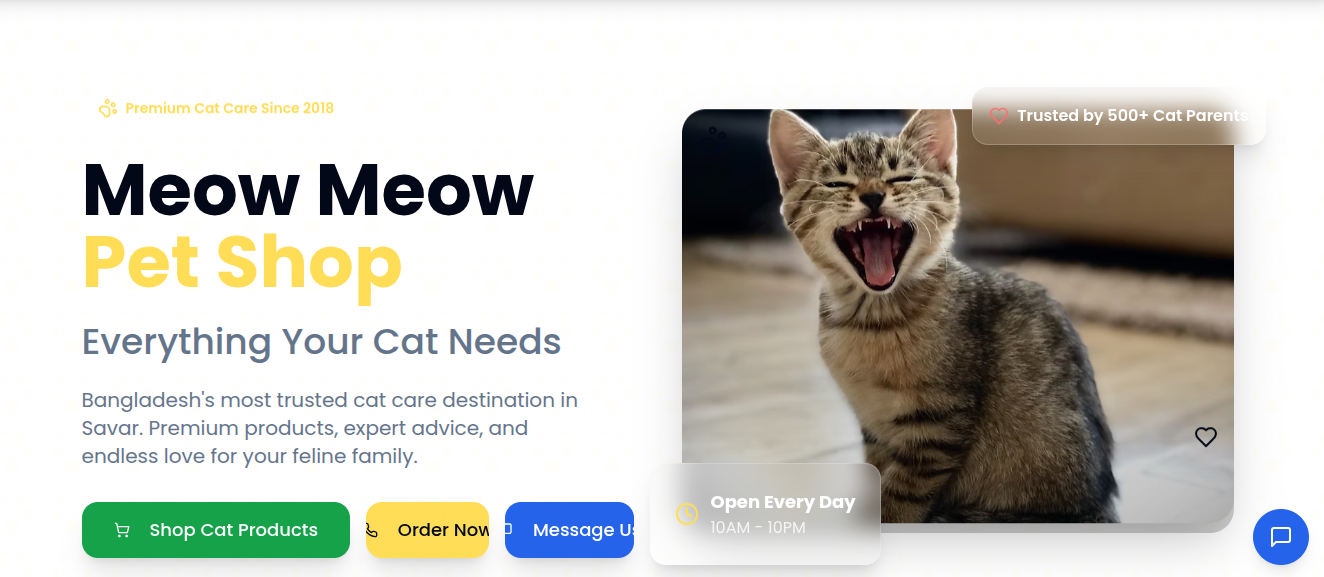 Premium Cat Care Since 2018
Trusted by 500+ Cat Parents
Meow Meow
Pet Shop
Everything Your Cat Needs
Bangladesh's most trusted cat care destination in
Savar. Premium products, expert advice, and
endless love for your feline family.
Shop Cat Products
Order Now
Message Us
Open Every Day
10AM - 10PM